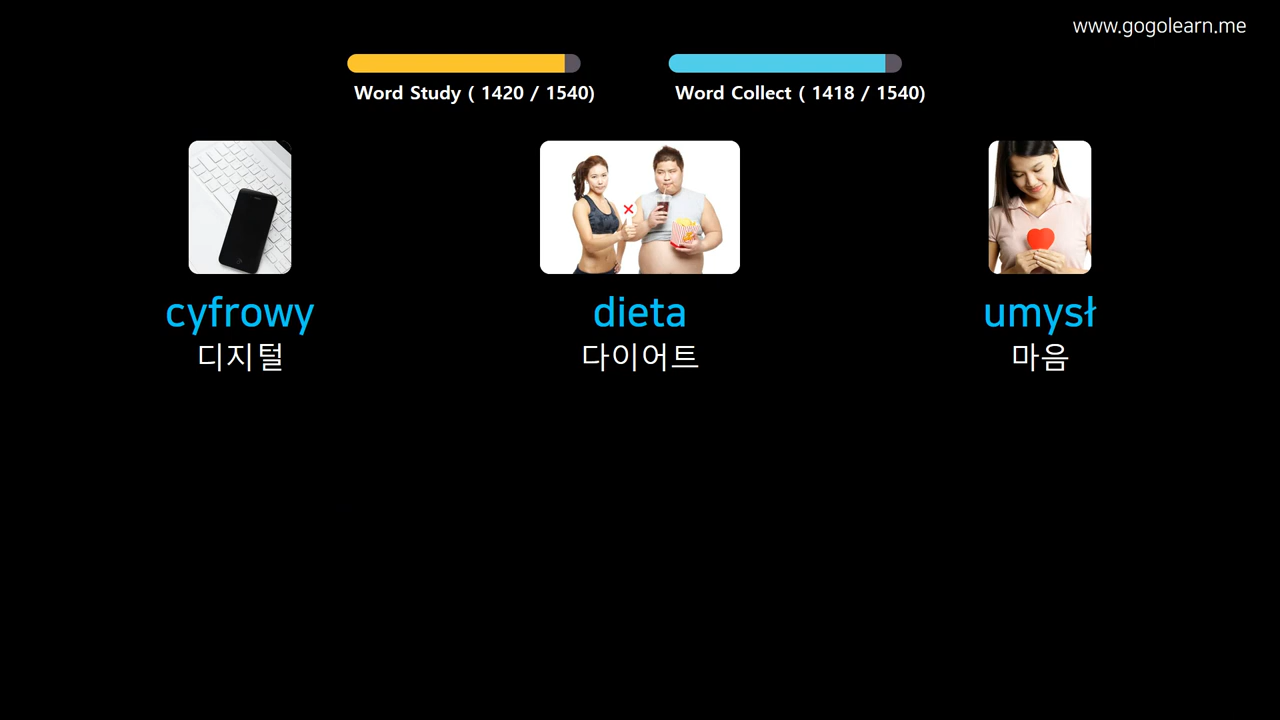 www.gogolearn.me
Word Study ( 1420 / 1540)
Word Collect ( 1418 / 1540)
cyfrowy
디지털
dieta
다이어트
umysł
마음